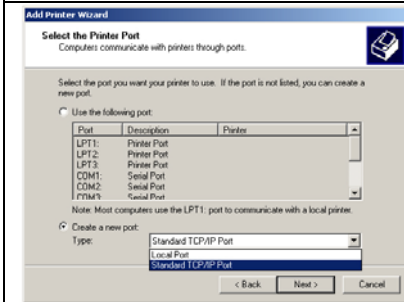 Add Printer Wizard
Select the Printer Port
Computers communicate with printers through ports.
Select the port you want your printer to use. If the port is not listed, you can create a
new port.
Use the following port:
Port Description Printer
LPT1: Printer Port
LPT2: Printer Port
LPT3: Printer Port
COM1: Serial Port
COM2: Serial Port
COM3: Serial Port
Note: Most computers use the LPT1: port to communicate with a local printer.
Create a new port:
Type: Standard TCP/IP Port
Local Port
Standard TCP/IP Port
< Back Next > Cancel